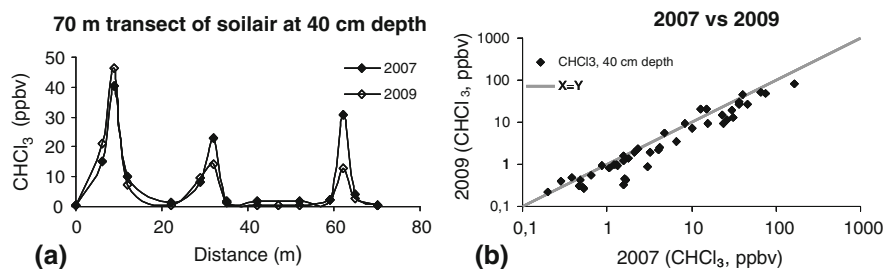 70 m transect of soilair at 40 cm depth
CHCl3 (ppbv)
50
40
30
20
10
0
2007
2009
0
20
40
60
80
Distance (m)
(a)
2007 vs 2009
2009 (CHCl3, ppbv)
1000
100
10
1
0,1
CHCl3, 40 cm depth
X=Y
0,1
1
10
100
1000
2007 (CHCl3, ppbv)
(b)